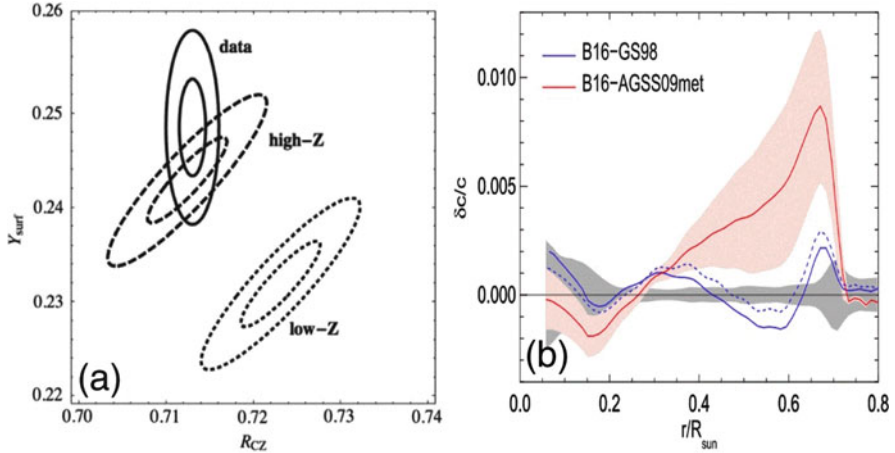 0.26
0.25
0.24
0.23
0.22
Y_surf
data
high-Z
low-Z
(a)
0.70 0.71 0.72 0.73 0.74
R_CZ
0.010
0.005
0.000
δc/c
B16-GS98
B16-AGSS09met
(b)
0.0 0.2 0.4 0.6 0.8
r/R_sun